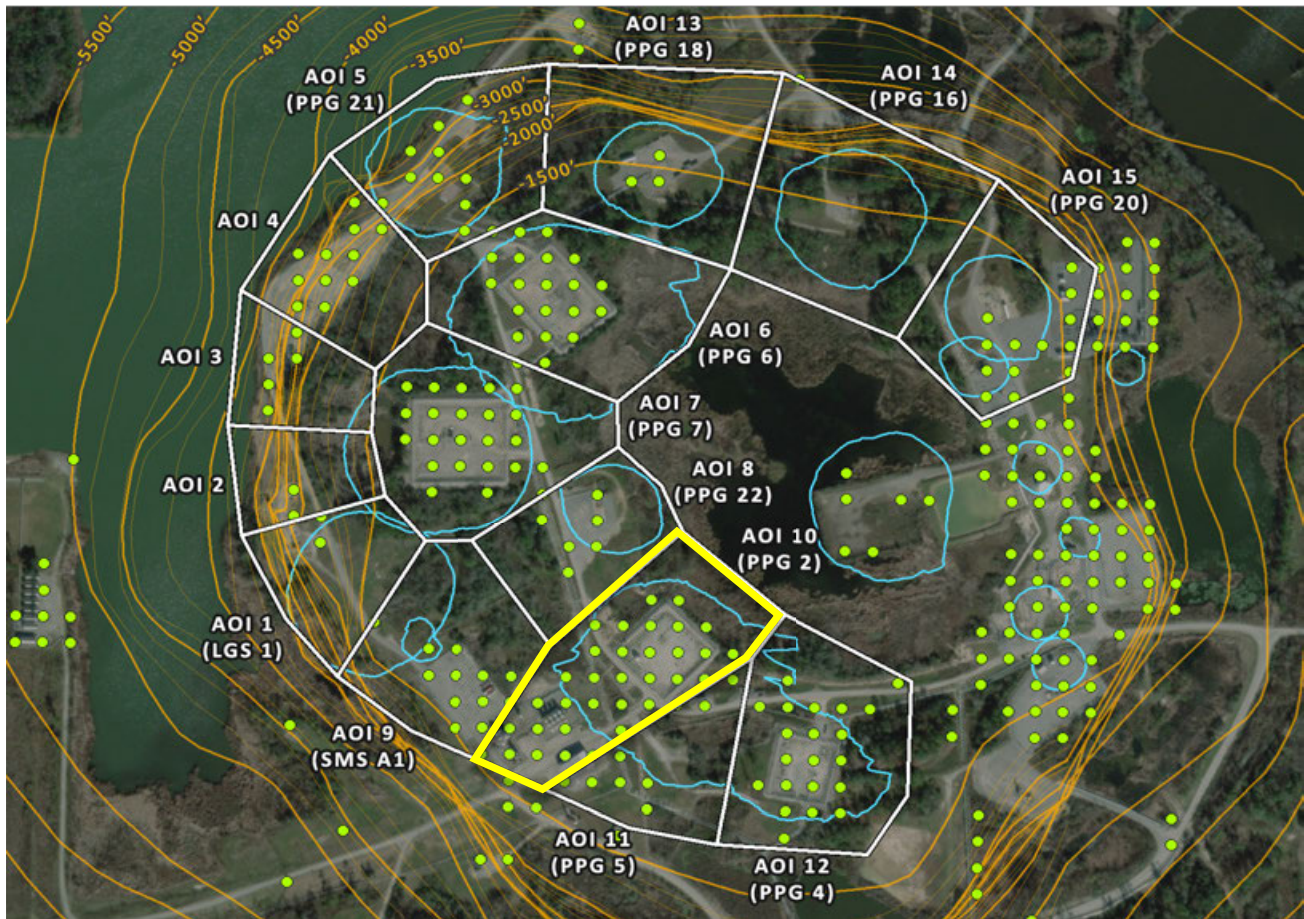 -5500'
-5000'
-4500'
-4000'
-3500'
-3000'
-2500'
-2000'
-1500'
AOI 13
(PPG 18)
AOI 14
(PPG 16)
AOI 5
(PPG 21)
AOI 15
(PPG 20)
AOI 4
AOI 6
(PPG 6)
AOI 3
AOI 7
(PPG 7)
AOI 8
(PPG 22)
AOI 2
AOI 10
(PPG 2)
AOI 1
(LGS 1)
AOI 9
(SMS A1)
AOI 11
(PPG 5)
AOI 12
(PPG 4)